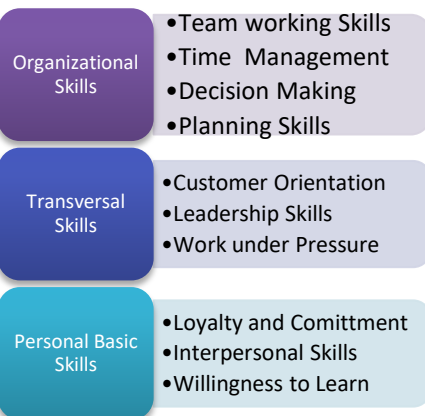 Organizational
Skills
•Team working Skills
•Time Management
•Decision Making
•Planning Skills
Transversal
Skills
•Customer Orientation
•Leadership Skills
•Work under Pressure
Personal Basic
Skills
•Loyalty and Comittment
•Interpersonal Skills
•Willingness to Learn